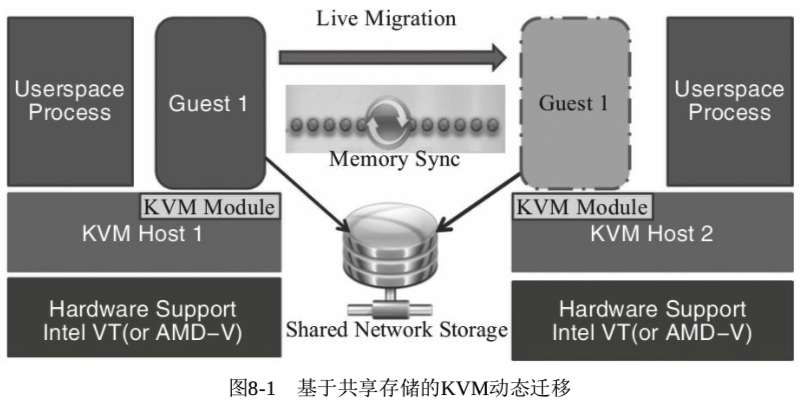 Live Migration
Userspace
Process
Guest 1
Memory Sync
Guest 1
Userspace
Process
KVM Module
KVM Host 1
KVM Module
KVM Host 2
Hardware Support
Intel VT(or AMD–V)
Shared Network Storage
Hardware Support
Intel VT(or AMD–V)
图8-1 基于共享存储的KVM动态迁移